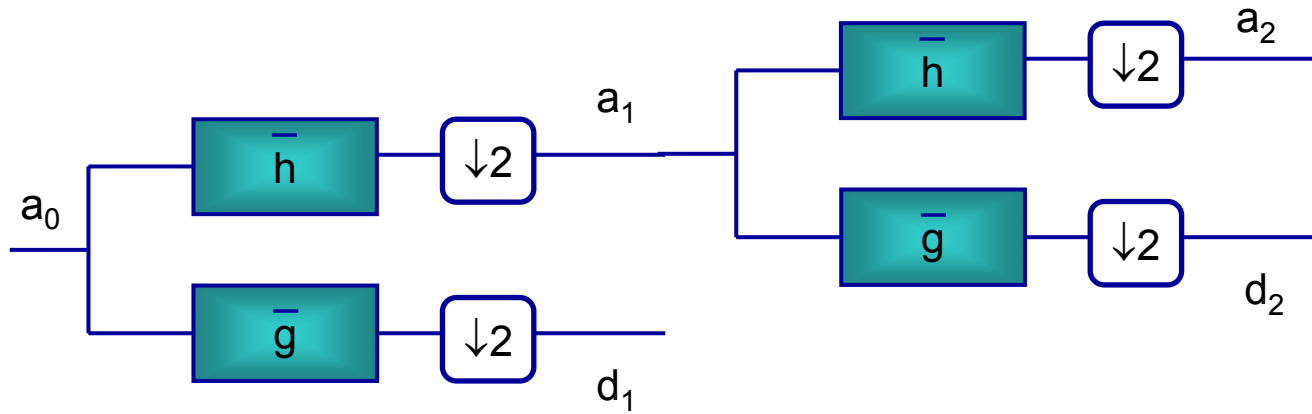 a₂
h̅
↓2
a₁
h̅
↓2
a₀
g̅
↓2
d₂
g̅
↓2
d₁